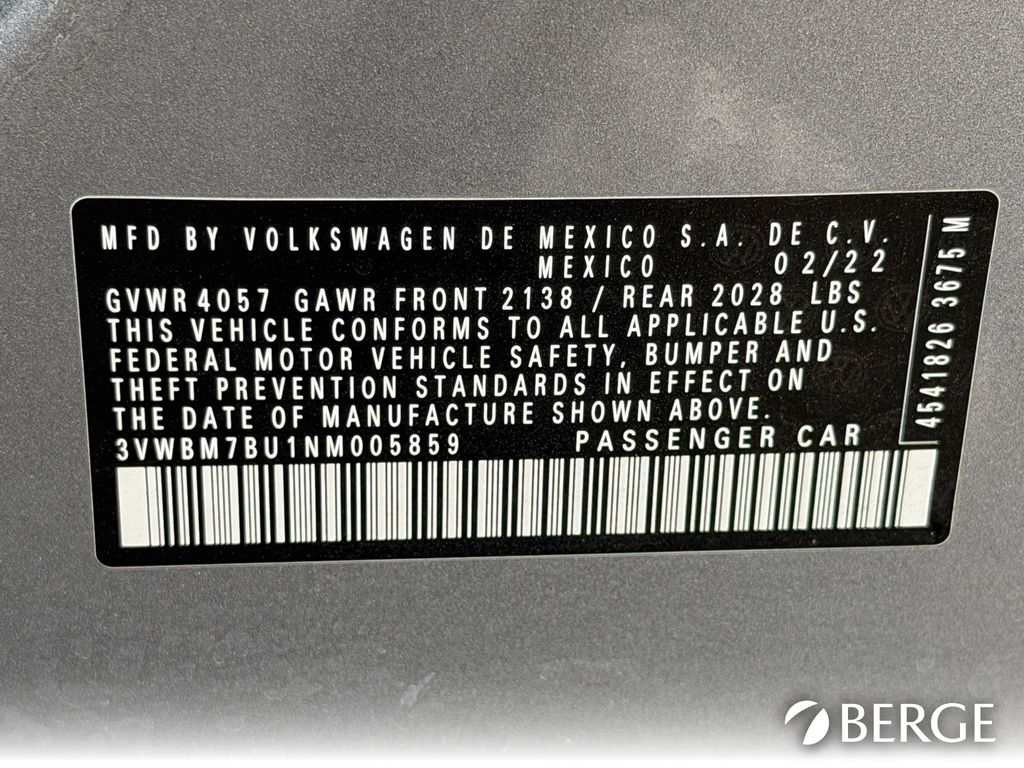 MFD BY VOLKSWAGEN DE MEXICO S.A. DE C.V.
MEXICO 02/22
GVWR 4057 GAWR FRONT 2138 / REAR 2028 LBS
THIS VEHICLE CONFORMS TO ALL APPLICABLE U.S.
FEDERAL MOTOR VEHICLE SAFETY, BUMPER AND
THEFT PREVENTION STANDARDS IN EFFECT ON
THE DATE OF MANUFACTURE SHOWN ABOVE.
3VWBM7BU1NM005859 PASSENGER CAR
4541826 3675 M
BERGE